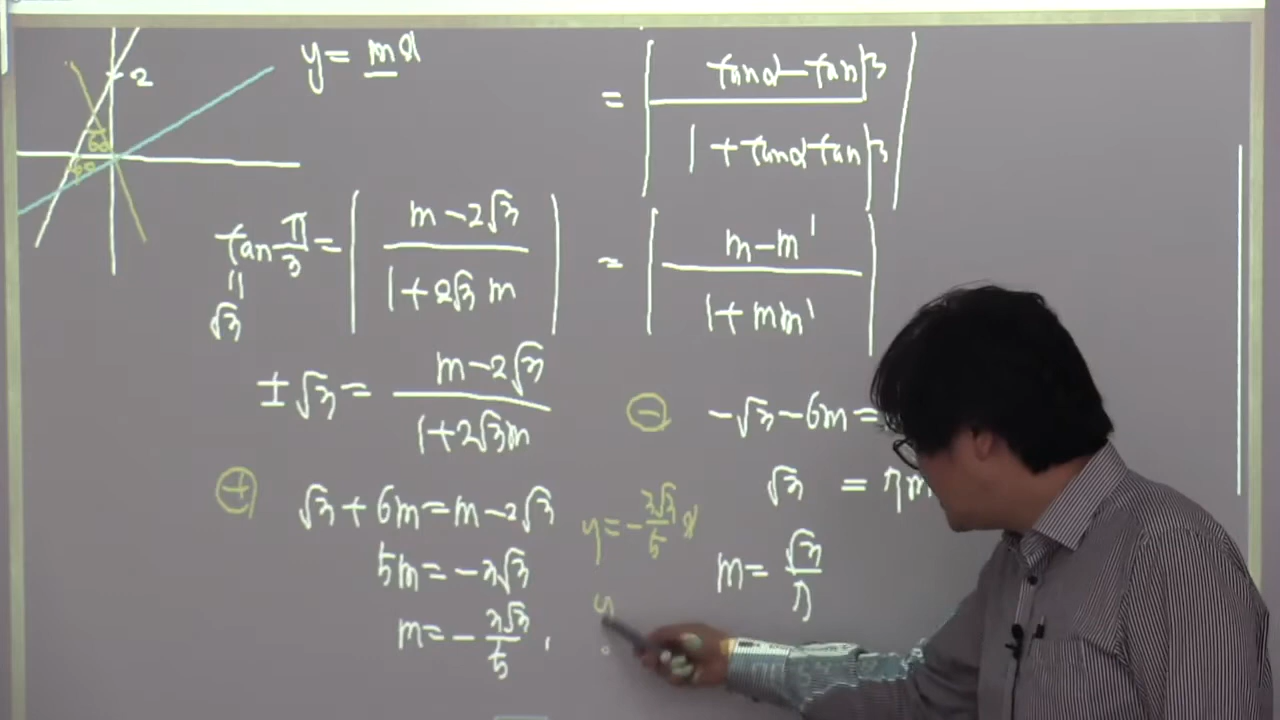 2
60
60
y = mx
= | (tanα - tanβ) / (1 + tanα tanβ) |
tan π/3 = | (m - 2√3) / (1 + 2√3 m) | = | (m - m') / (1 + mm') |
||
√3
±√3 = (m - 2√3) / (1 + 2√3m)
⊖ -√3 - 6m =
√3 = 7m
m = √3/7
⊕ √3 + 6m = m - 2√3
5m = -3√3
m = - 3√3/5 ,
y = - 3√3/5 x
y